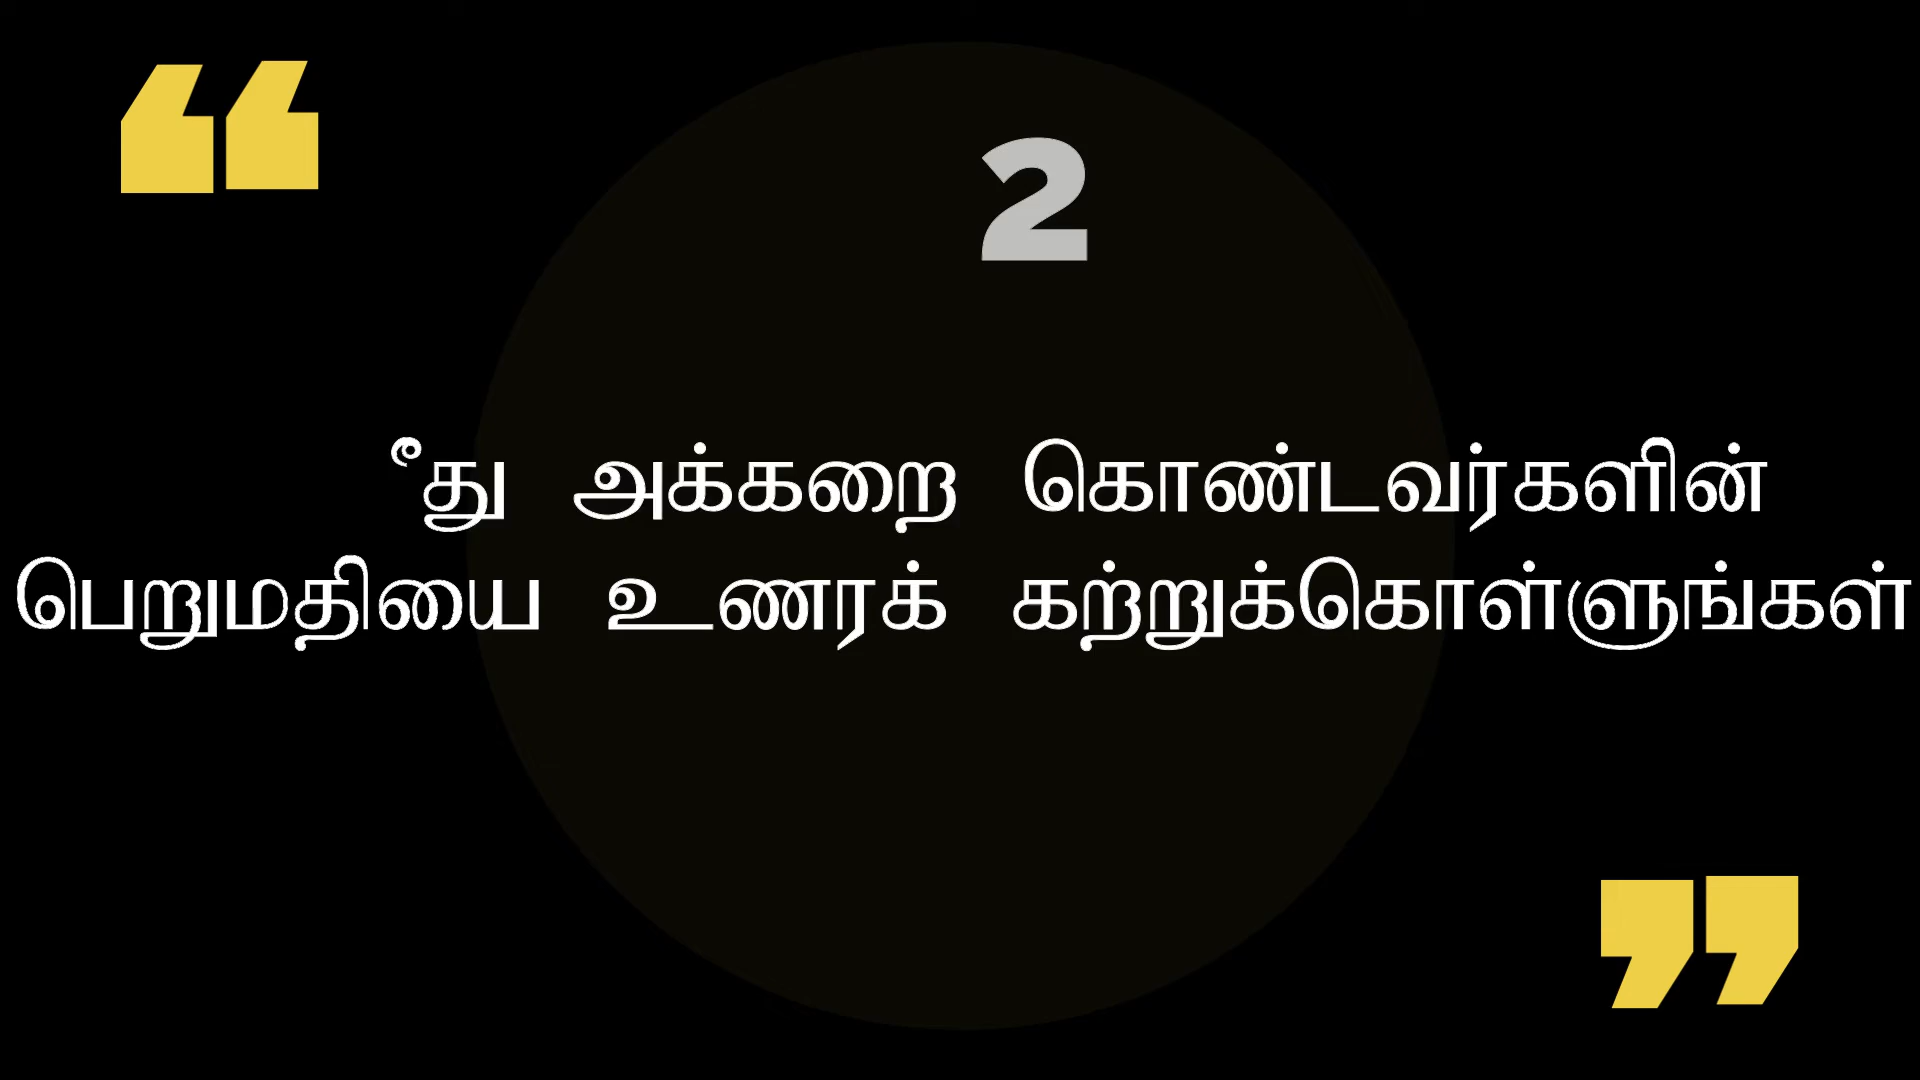 2
ீது அக்கறை கொண்டவர்களின்
பெறுமதியை உணரக் கற்றுக்கொள்ளுங்கள்